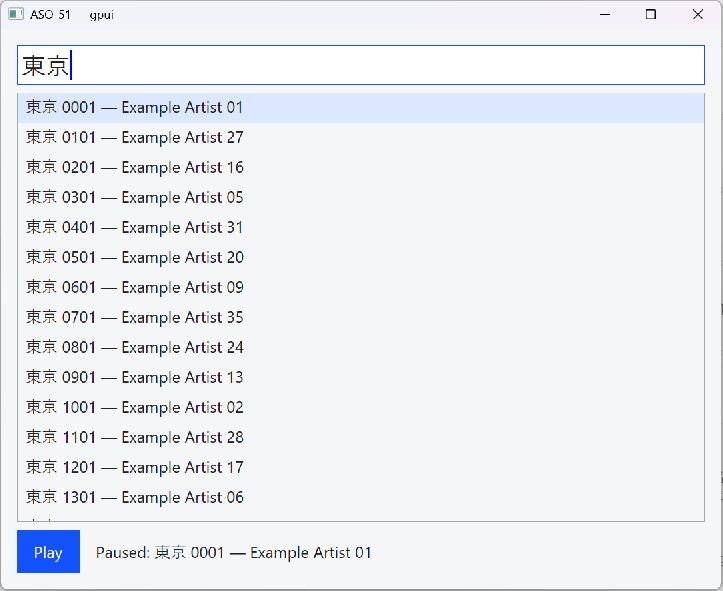 ASO-51 — gpui
東京
東京 0001 — Example Artist 01
東京 0101 — Example Artist 27
東京 0201 — Example Artist 16
東京 0301 — Example Artist 05
東京 0401 — Example Artist 31
東京 0501 — Example Artist 20
東京 0601 — Example Artist 09
東京 0701 — Example Artist 35
東京 0801 — Example Artist 24
東京 0901 — Example Artist 13
東京 1001 — Example Artist 02
東京 1101 — Example Artist 28
東京 1201 — Example Artist 17
東京 1301 — Example Artist 06
Play
Paused: 東京 0001 — Example Artist 01